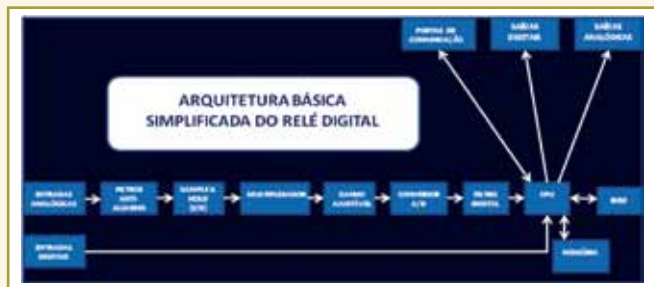 PORTAS DE
COMUNICAÇÃO
SAÍDAS
DIGITAIS
SAÍDAS
ANALÓGICAS
ARQUITETURA BÁSICA
SIMPLIFICADA DO RELÉ DIGITAL
ENTRADAS
ANALÓGICAS
FILTROS
ANTI-
ALIASING
SAMPLE &
HOLD
(S/H)
MULTIPLEXADOR
GANHO
AJUSTÁVEL
CONVERSOR
A/D
FILTRO
DIGITAL
CPU
ENTRADAS
DIGITAIS
MEMÓRIA